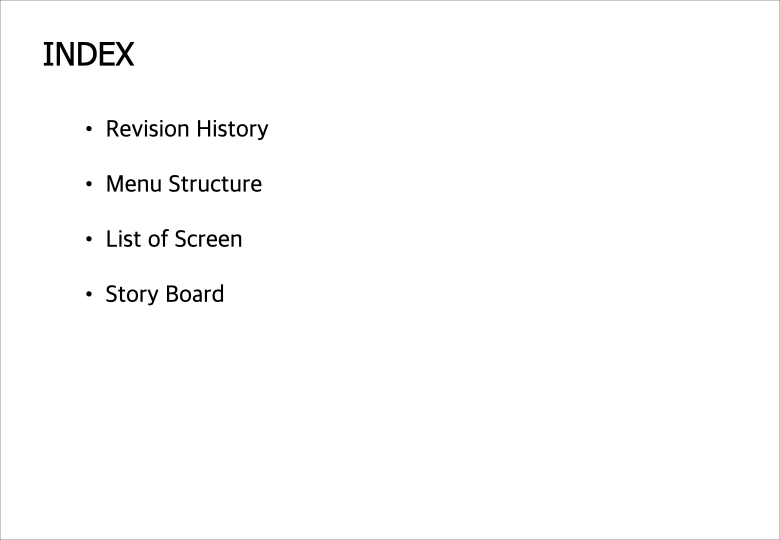 INDEX
• Revision History
• Menu Structure
• List of Screen
• Story Board